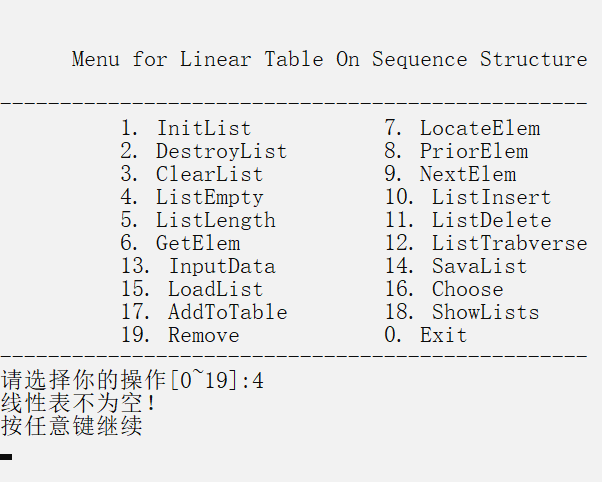 Menu for Linear Table On Sequence Structure
-------------------------------------------------
1. InitList 7. LocateElem
2. DestroyList 8. PriorElem
3. ClearList 9. NextElem
4. ListEmpty 10. ListInsert
5. ListLength 11. ListDelete
6. GetElem 12. ListTrabverse
13. InputData 14. SavaList
15. LoadList 16. Choose
17. AddToTable 18. ShowLists
19. Remove 0. Exit
-------------------------------------------------
请选择你的操作[0~19]:4
线性表不为空！
按任意键继续